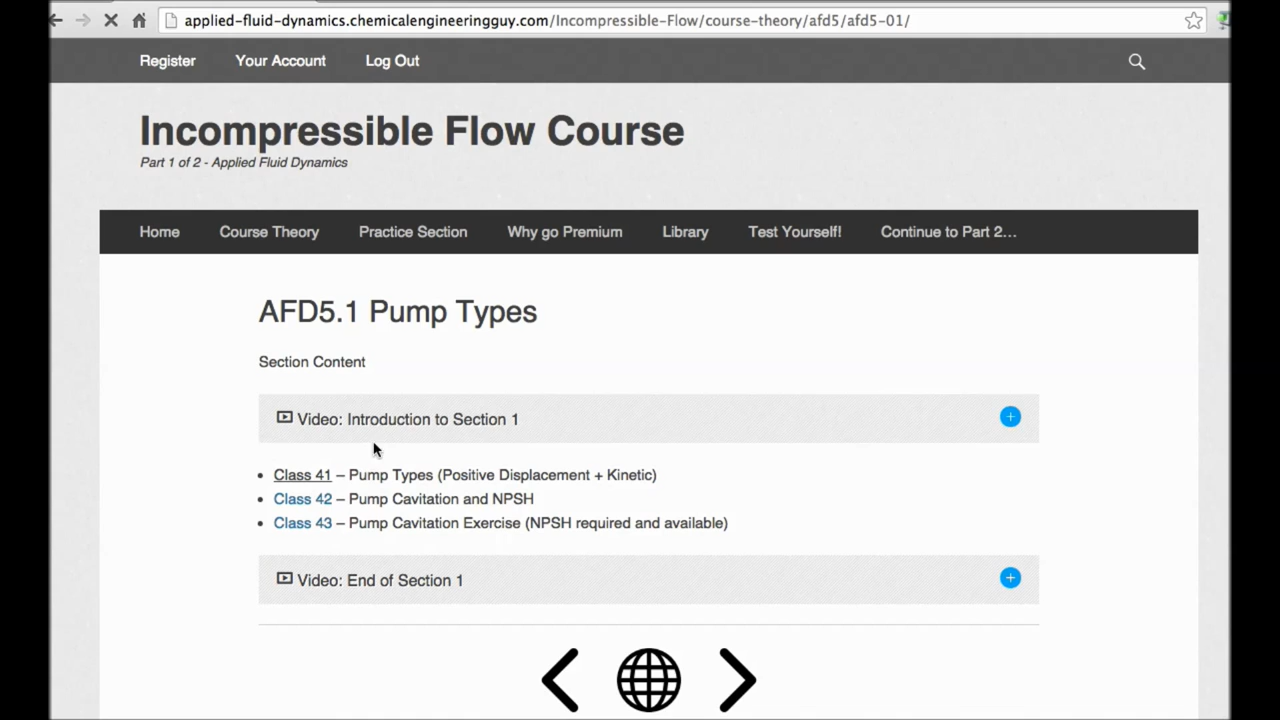 applied-fluid-dynamics.chemicalengineeringguy.com/Incompressible-Flow/course-theory/afd5/afd5-01/
Register Your Account Log Out
Incompressible Flow Course
Part 1 of 2 - Applied Fluid Dynamics
Home Course Theory Practice Section Why go Premium Library Test Yourself! Continue to Part 2...
AFD5.1 Pump Types
Section Content
Video: Introduction to Section 1
• Class 41 – Pump Types (Positive Displacement + Kinetic)
• Class 42 – Pump Cavitation and NPSH
• Class 43 – Pump Cavitation Exercise (NPSH required and available)
Video: End of Section 1